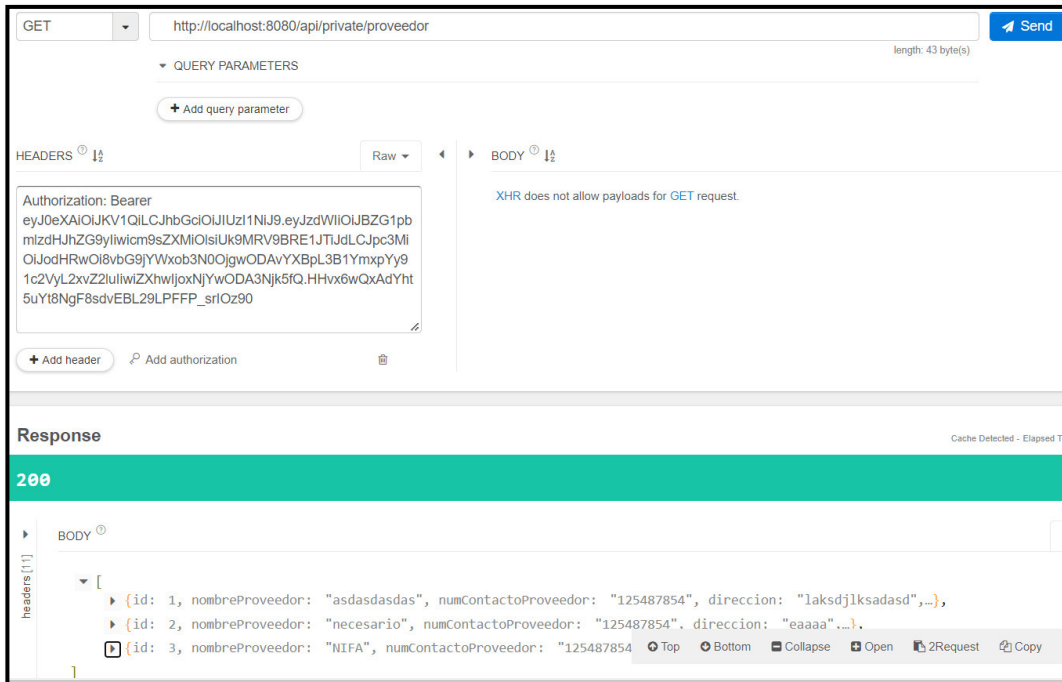 GET
http://localhost:8080/api/private/proveedor
Send
length: 43 byte(s)
QUERY PARAMETERS
+ Add query parameter
HEADERS
Raw
BODY
Authorization: Bearer
eyJ0eXAiOiJKV1QiLCJhbGciOiJIUzI1NiJ9.eyJzdWIiOiJBZG1pb
mlzdHJhZG9yIiwicm9sZXMiOlsiUk9MRV9BRE1JTiJdLCJpc3Mi
OiJodHRwOi8vbG9jYWxob3N0OjgwODAvYXBpL3B1YmxpYy9
1c2VyL2xvZ2luIiwiZXhwIjoxNjYwODA3Njk5fQ.HHvx6wQxAdYht
5uYt8NgF8sdvEBL29LPFFP_srIOz90
XHR does not allow payloads for GET request.
+ Add header
Add authorization
Response
Cache Detected - Elapsed T
200
headers [11]
BODY
[
{id: 1, nombreProveedor: "asdasdasdas", numContactoProveedor: "125487854", direccion: "laksdjlksadasd",…},
{id: 2, nombreProveedor: "necesario", numContactoProveedor: "125487854", direccion: "eaaaa",…},
{id: 3, nombreProveedor: "NIFA", numContactoProveedor: "125487854
Top Bottom Collapse Open 2Request Copy
]